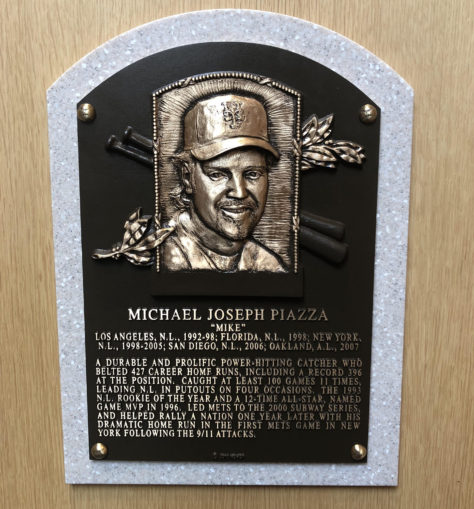 MICHAEL JOSEPH PIAZZA
"MIKE"
LOS ANGELES, N.L., 1992-98; FLORIDA, N.L., 1998; NEW YORK,
N.L., 1998-2005; SAN DIEGO, N.L., 2006; OAKLAND, A.L., 2007
A DURABLE AND PROLIFIC POWER-HITTING CATCHER WHO
BELTED 427 CAREER HOME RUNS, INCLUDING A RECORD 396
AT THE POSITION. CAUGHT AT LEAST 100 GAMES 11 TIMES,
LEADING N.L. IN PUTOUTS ON FOUR OCCASIONS. THE 1993
N.L. ROOKIE OF THE YEAR AND A 12-TIME ALL-STAR, NAMED
GAME MVP IN 1996. LED METS TO THE 2000 SUBWAY SERIES,
AND HELPED RALLY A NATION ONE YEAR LATER WITH HIS
DRAMATIC HOME RUN IN THE FIRST METS GAME IN NEW
YORK FOLLOWING THE 9/11 ATTACKS.